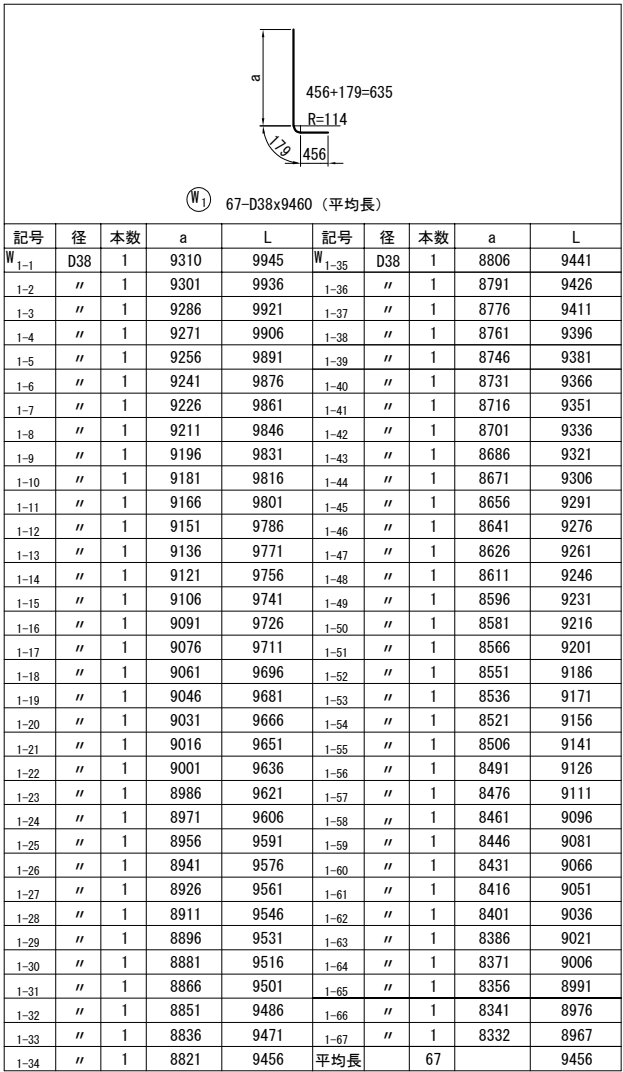 a
456+179=635
R=114
179
456
W1 67-D38x9460 (平均長)
記号 径 本数 a L 記号 径 本数 a L
W1-1 D38 1 9310 9945 W1-35 D38 1 8806 9441
1-2 〃 1 9301 9936 1-36 〃 1 8791 9426
1-3 〃 1 9286 9921 1-37 〃 1 8776 9411
1-4 〃 1 9271 9906 1-38 〃 1 8761 9396
1-5 〃 1 9256 9891 1-39 〃 1 8746 9381
1-6 〃 1 9241 9876 1-40 〃 1 8731 9366
1-7 〃 1 9226 9861 1-41 〃 1 8716 9351
1-8 〃 1 9211 9846 1-42 〃 1 8701 9336
1-9 〃 1 9196 9831 1-43 〃 1 8686 9321
1-10 〃 1 9181 9816 1-44 〃 1 8671 9306
1-11 〃 1 9166 9801 1-45 〃 1 8656 9291
1-12 〃 1 9151 9786 1-46 〃 1 8641 9276
1-13 〃 1 9136 9771 1-47 〃 1 8626 9261
1-14 〃 1 9121 9756 1-48 〃 1 8611 9246
1-15 〃 1 9106 9741 1-49 〃 1 8596 9231
1-16 〃 1 9091 9726 1-50 〃 1 8581 9216
1-17 〃 1 9076 9711 1-51 〃 1 8566 9201
1-18 〃 1 9061 9696 1-52 〃 1 8551 9186
1-19 〃 1 9046 9681 1-53 〃 1 8536 9171
1-20 〃 1 9031 9666 1-54 〃 1 8521 9156
1-21 〃 1 9016 9651 1-55 〃 1 8506 9141
1-22 〃 1 9001 9636 1-56 〃 1 8491 9126
1-23 〃 1 8986 9621 1-57 〃 1 8476 9111
1-24 〃 1 8971 9606 1-58 〃 1 8461 9096
1-25 〃 1 8956 9591 1-59 〃 1 8446 9081
1-26 〃 1 8941 9576 1-60 〃 1 8431 9066
1-27 〃 1 8926 9561 1-61 〃 1 8416 9051
1-28 〃 1 8911 9546 1-62 〃 1 8401 9036
1-29 〃 1 8896 9531 1-63 〃 1 8386 9021
1-30 〃 1 8881 9516 1-64 〃 1 8371 9006
1-31 〃 1 8866 9501 1-65 〃 1 8356 8991
1-32 〃 1 8851 9486 1-66 〃 1 8341 8976
1-33 〃 1 8836 9471 1-67 〃 1 8332 8967
1-34 〃 1 8821 9456 平均長 67 9456